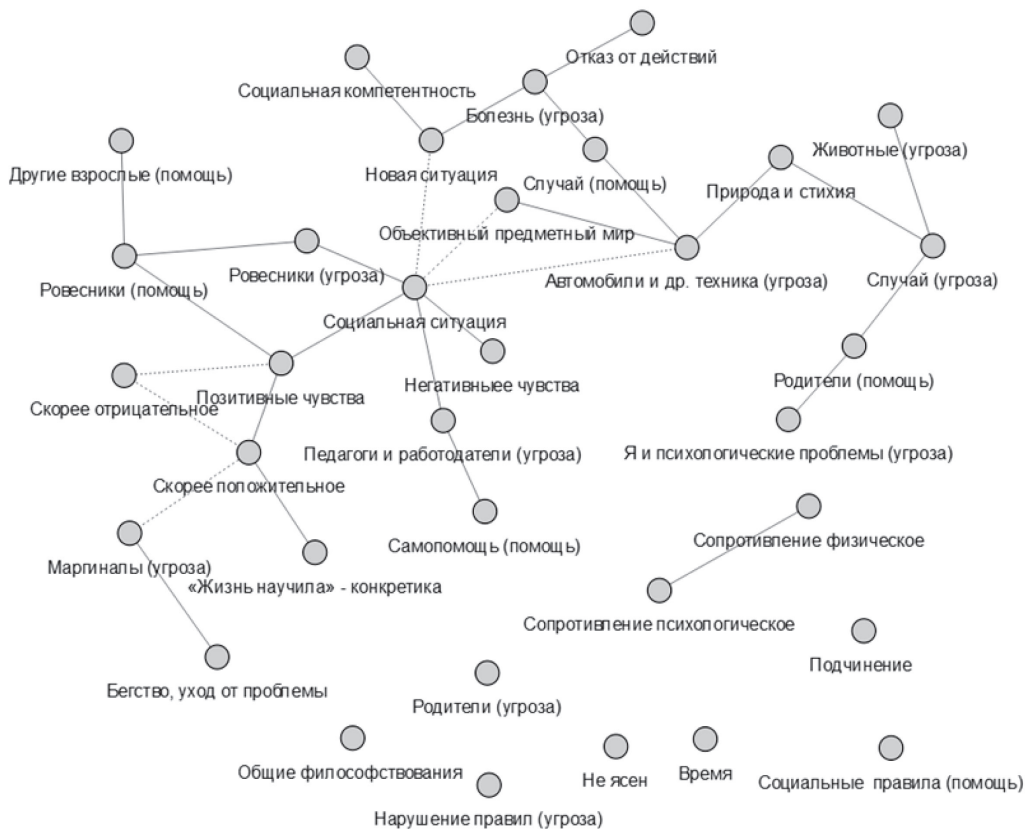 Отказ от действий
Социальная компетентность
Болезнь (угроза)
Животные (угроза)
Другие взрослые (помощь)
Новая ситуация
Случай (помощь)
Природа и стихия
Объективный предметный мир
Ровесники (угроза)
Ровесники (помощь)
Автомобили и др. техника (угроза)
Случай (угроза)
Социальная ситуация
Родители (помощь)
Негативныее чувства
Позитивные чувства
Скорее отрицательное
Педагоги и работодатели (угроза)
Я и психологические проблемы (угроза)
Скорее положительное
Сопротивление физическое
Самопомощь (помощь)
Маргиналы (угроза)
«Жизнь научила» - конкретика
Сопротивление психологическое
Подчинение
Бегство, уход от проблемы
Родители (угроза)
Общие философствования
Не ясен
Время
Социальные правила (помощь)
Нарушение правил (угроза)